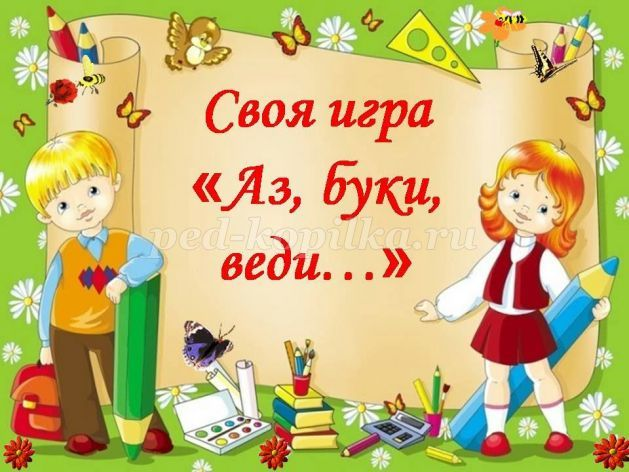 Своя игра
«Аз, буки,
ped-kopilka.ru
веди...»